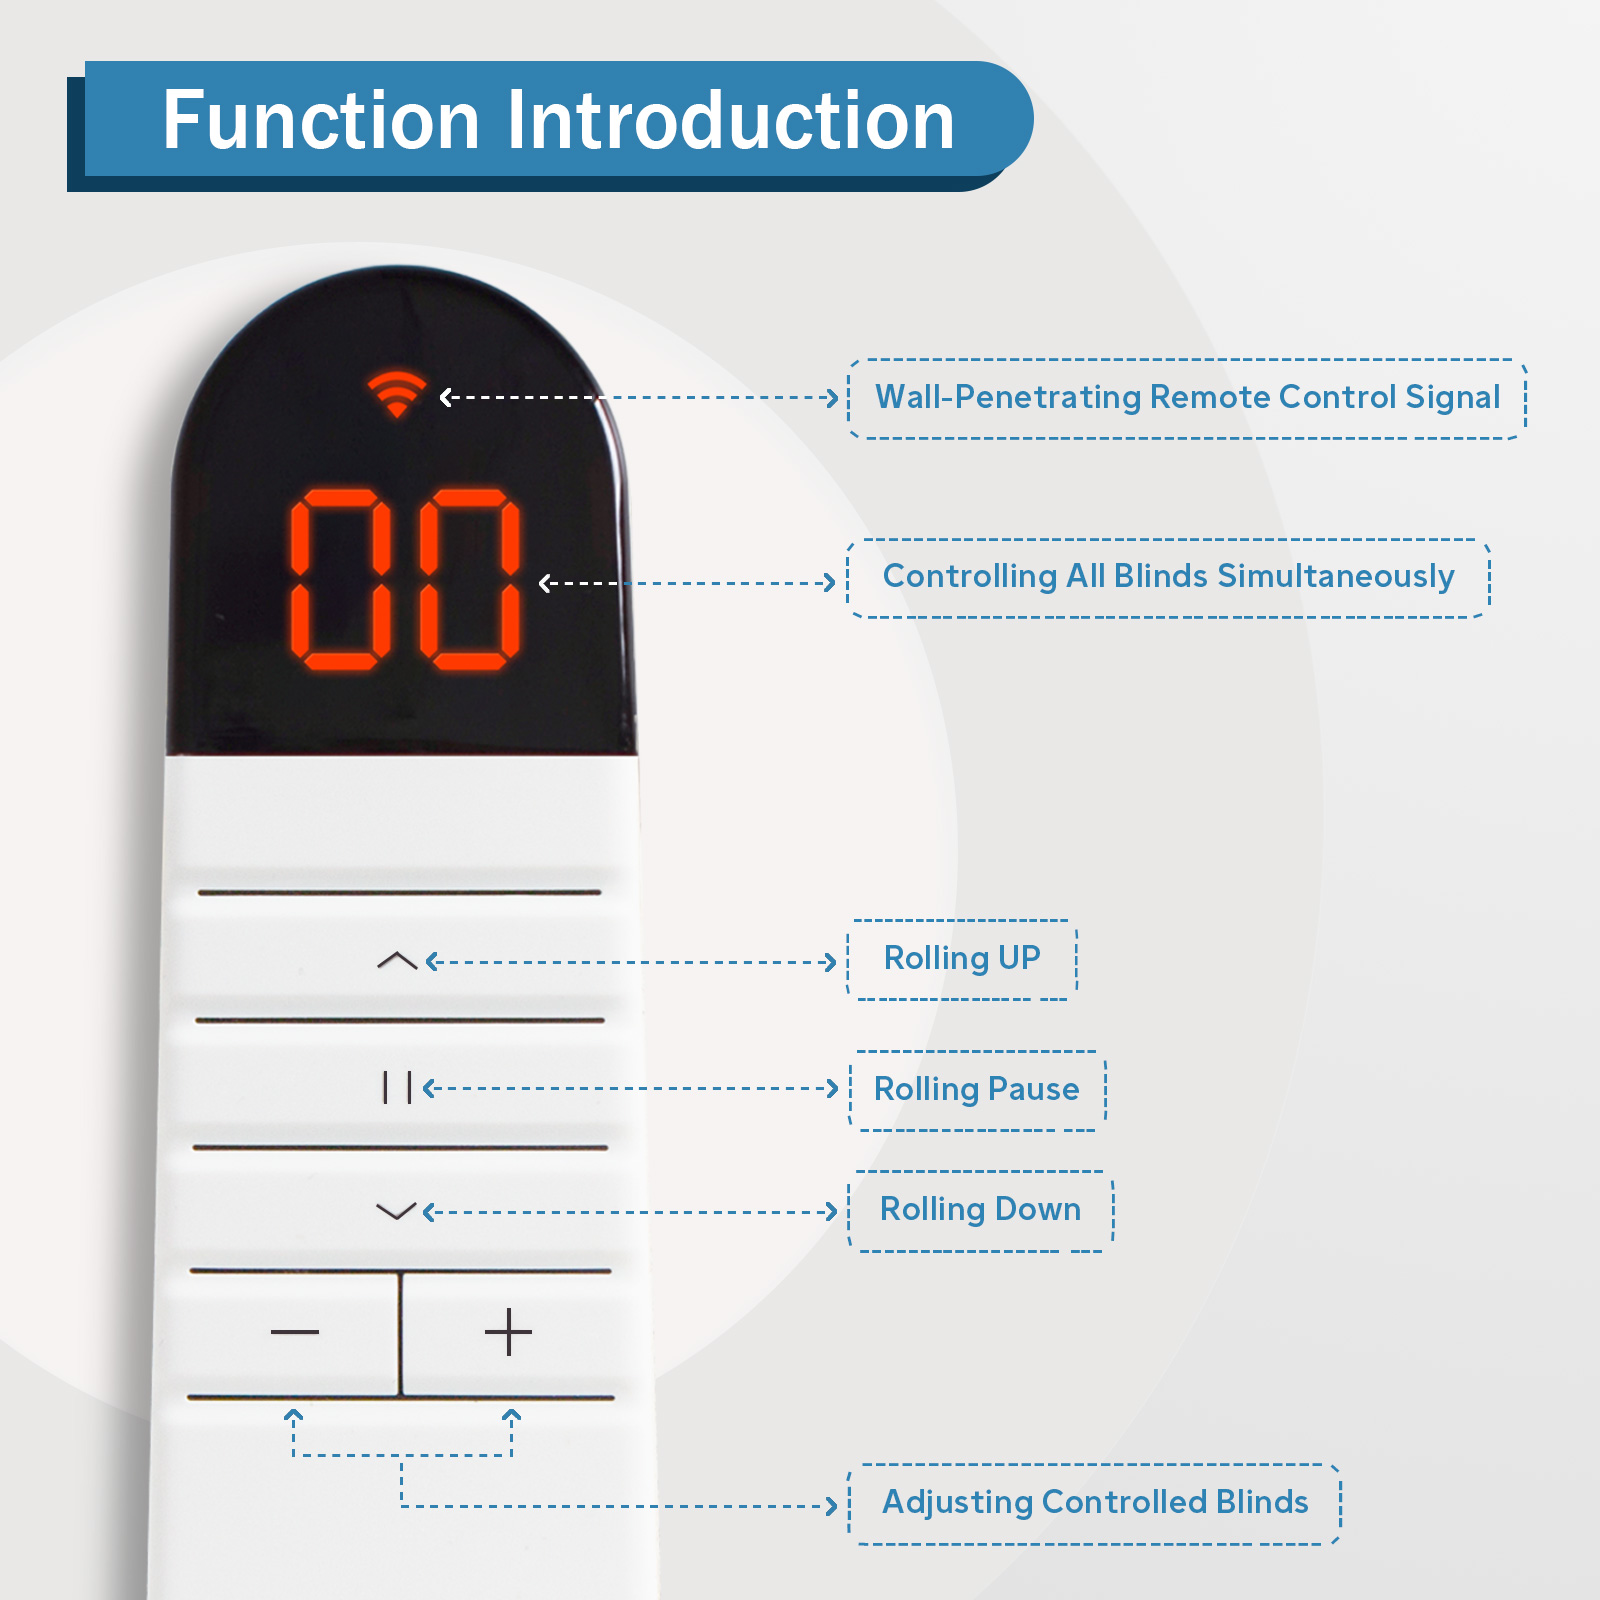 Function Introduction
Wall-Penetrating Remote Control Signal
00
Controlling All Blinds Simultaneously
Rolling UP
Rolling Pause
Rolling Down
Adjusting Controlled Blinds